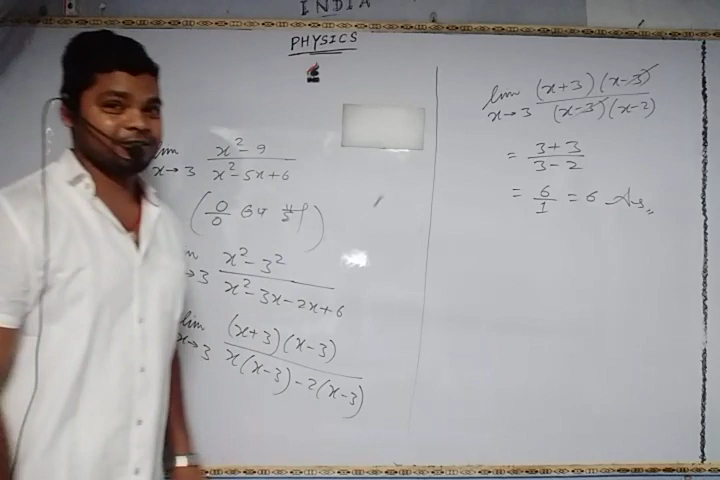 INDIA
PHYSICS
im x→3 (x²-9)/(x²-5x+6)
(0/0
x²-3²
→3 x²-3x-2x+6
lim x→3 (x+3)(x-3)/(x(x-3)-2(x-3))
lim x→3 (x+3)(x-3)/((x-3)(x-2))
= (3+3)/(3-2)
= 6/1 = 6 Ans,,